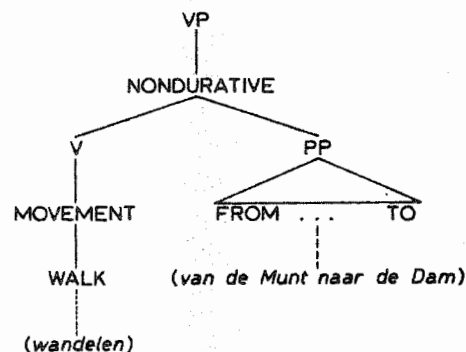 VP
NONDURATIVE
V PP
MOVEMENT FROM ... TO
WALK (van de Munt naar de Dam)
(wandelen)